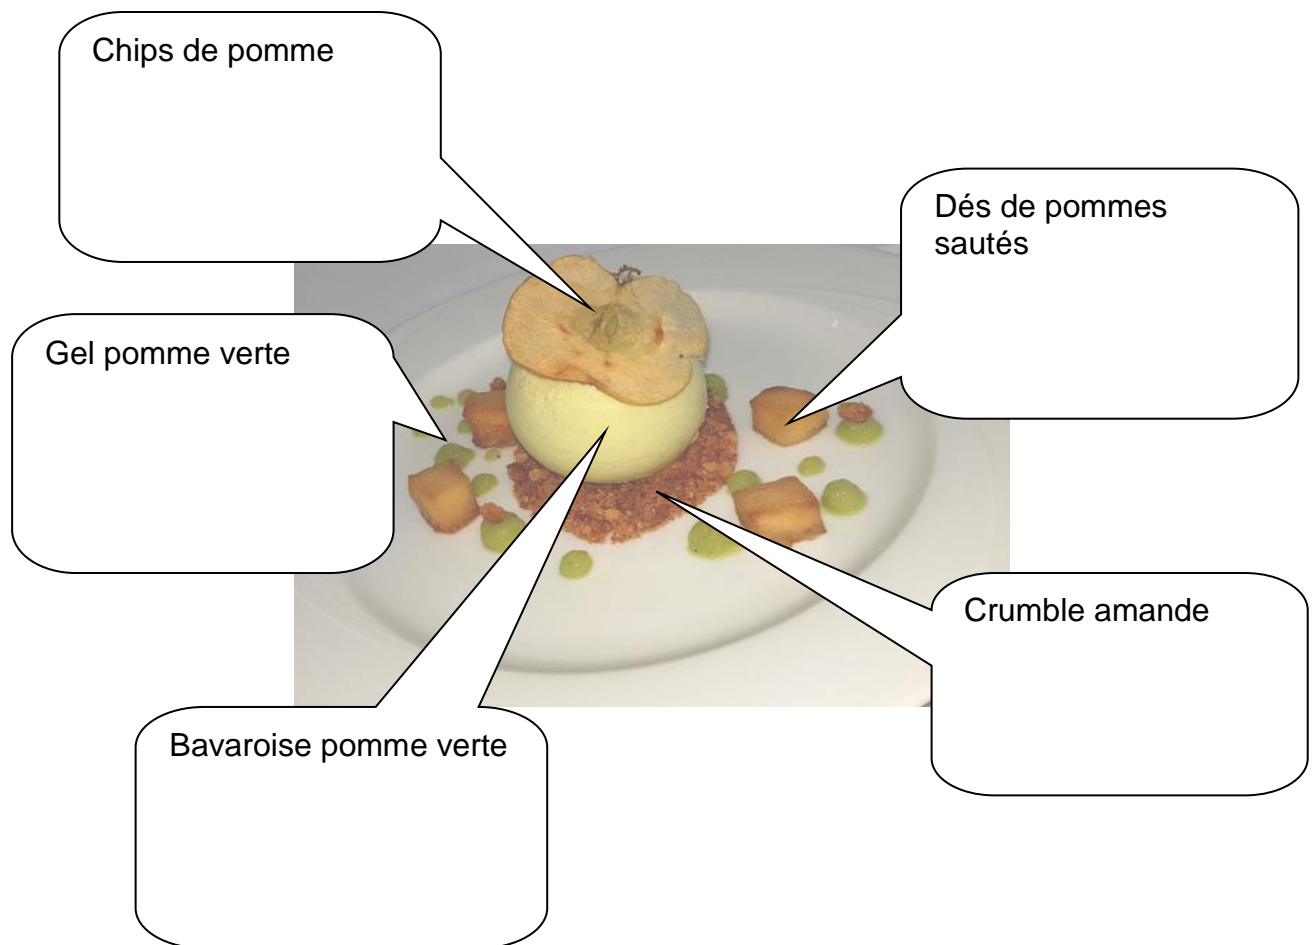 Chips de pomme
Dés de pommes
sautés
Gel pomme verte
Crumble amande
Bavaroise pomme verte